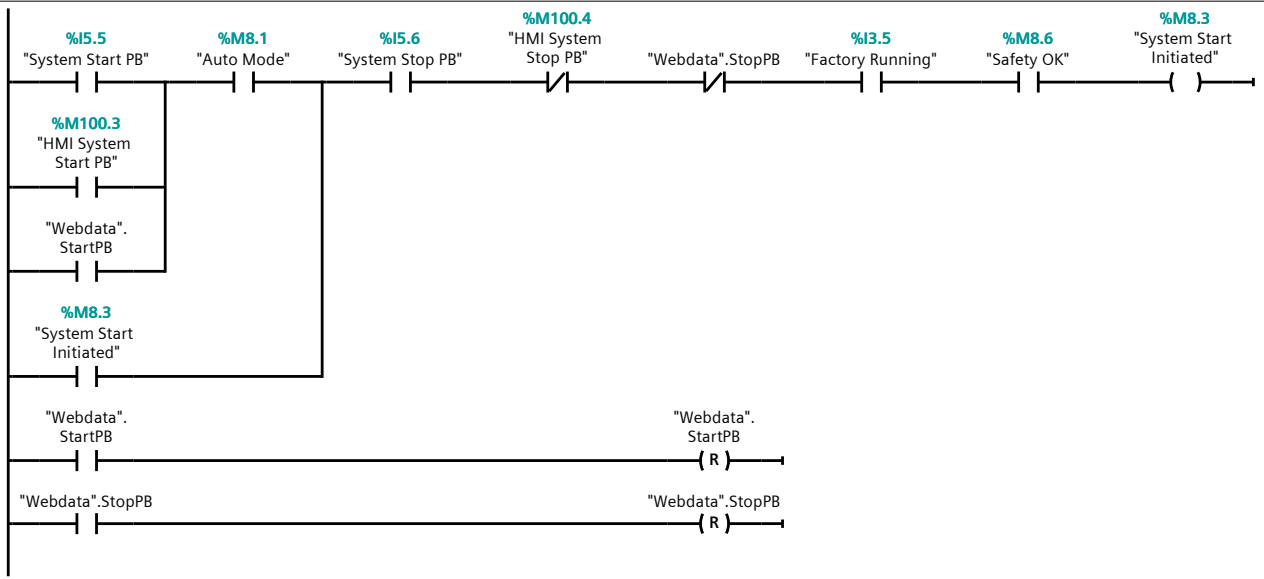 %I5.5
"System Start PB"
%M8.1
"Auto Mode"
%I5.6
"System Stop PB"
%M100.4
"HMI System
Stop PB"
"Webdata".StopPB
%I3.5
"Factory Running"
%M8.6
"Safety OK"
%M8.3
"System Start
Initiated"
%M100.3
"HMI System
Start PB"
"Webdata".
StartPB
%M8.3
"System Start
Initiated"
"Webdata".
StartPB
"Webdata".
StartPB
R
"Webdata".StopPB
"Webdata".StopPB
R